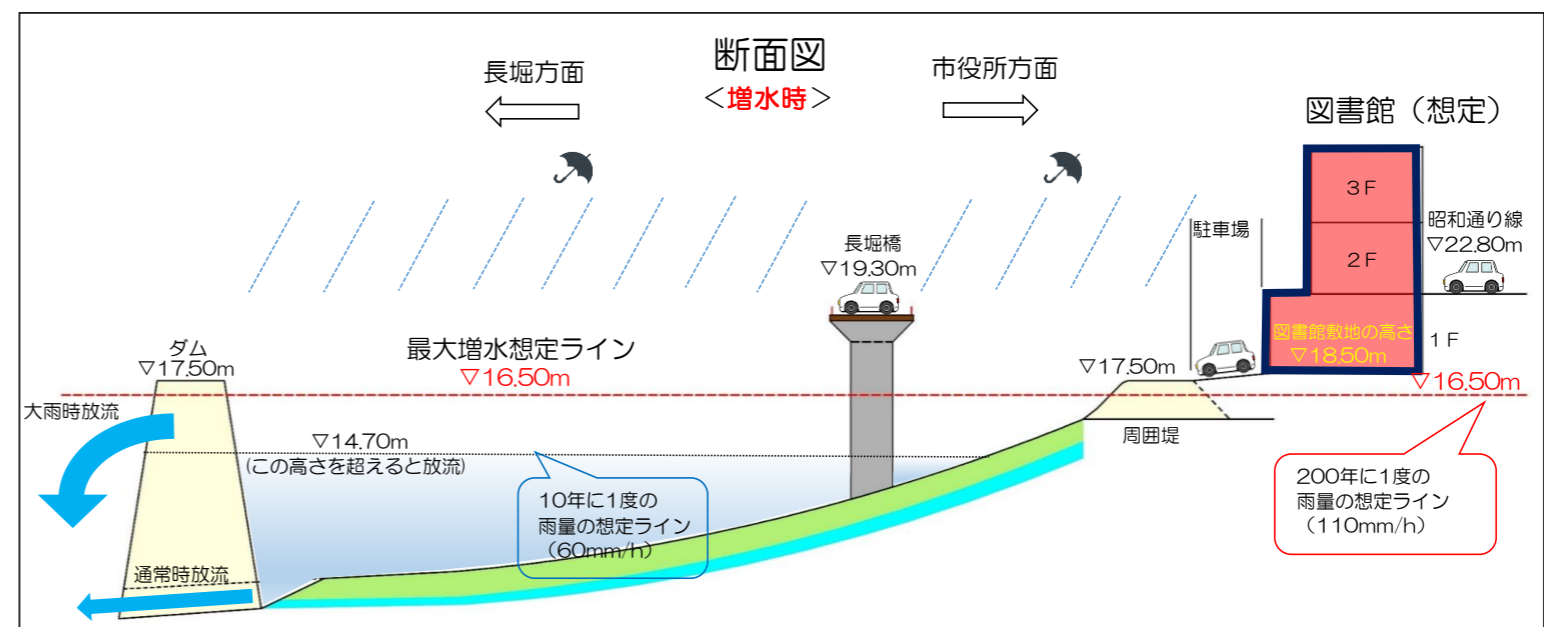 断面図
＜増水時＞
長堀方面
市役所方面
図書館（想定）
3F
2F
1F
駐車場
昭和通り線
▽22.80m
長堀橋
▽19.30m
図書館敷地の高さ
▽18.50m
ダム
▽17.50m
最大増水想定ライン
▽16.50m
▽17.50m
▽16.50m
大雨時放流
▽14.70m
(この高さを超えると放流)
周囲堤
10年に1度の
雨量の想定ライン
（60mm/h）
200年に1度の
雨量の想定ライン
（110mm/h）
通常時放流